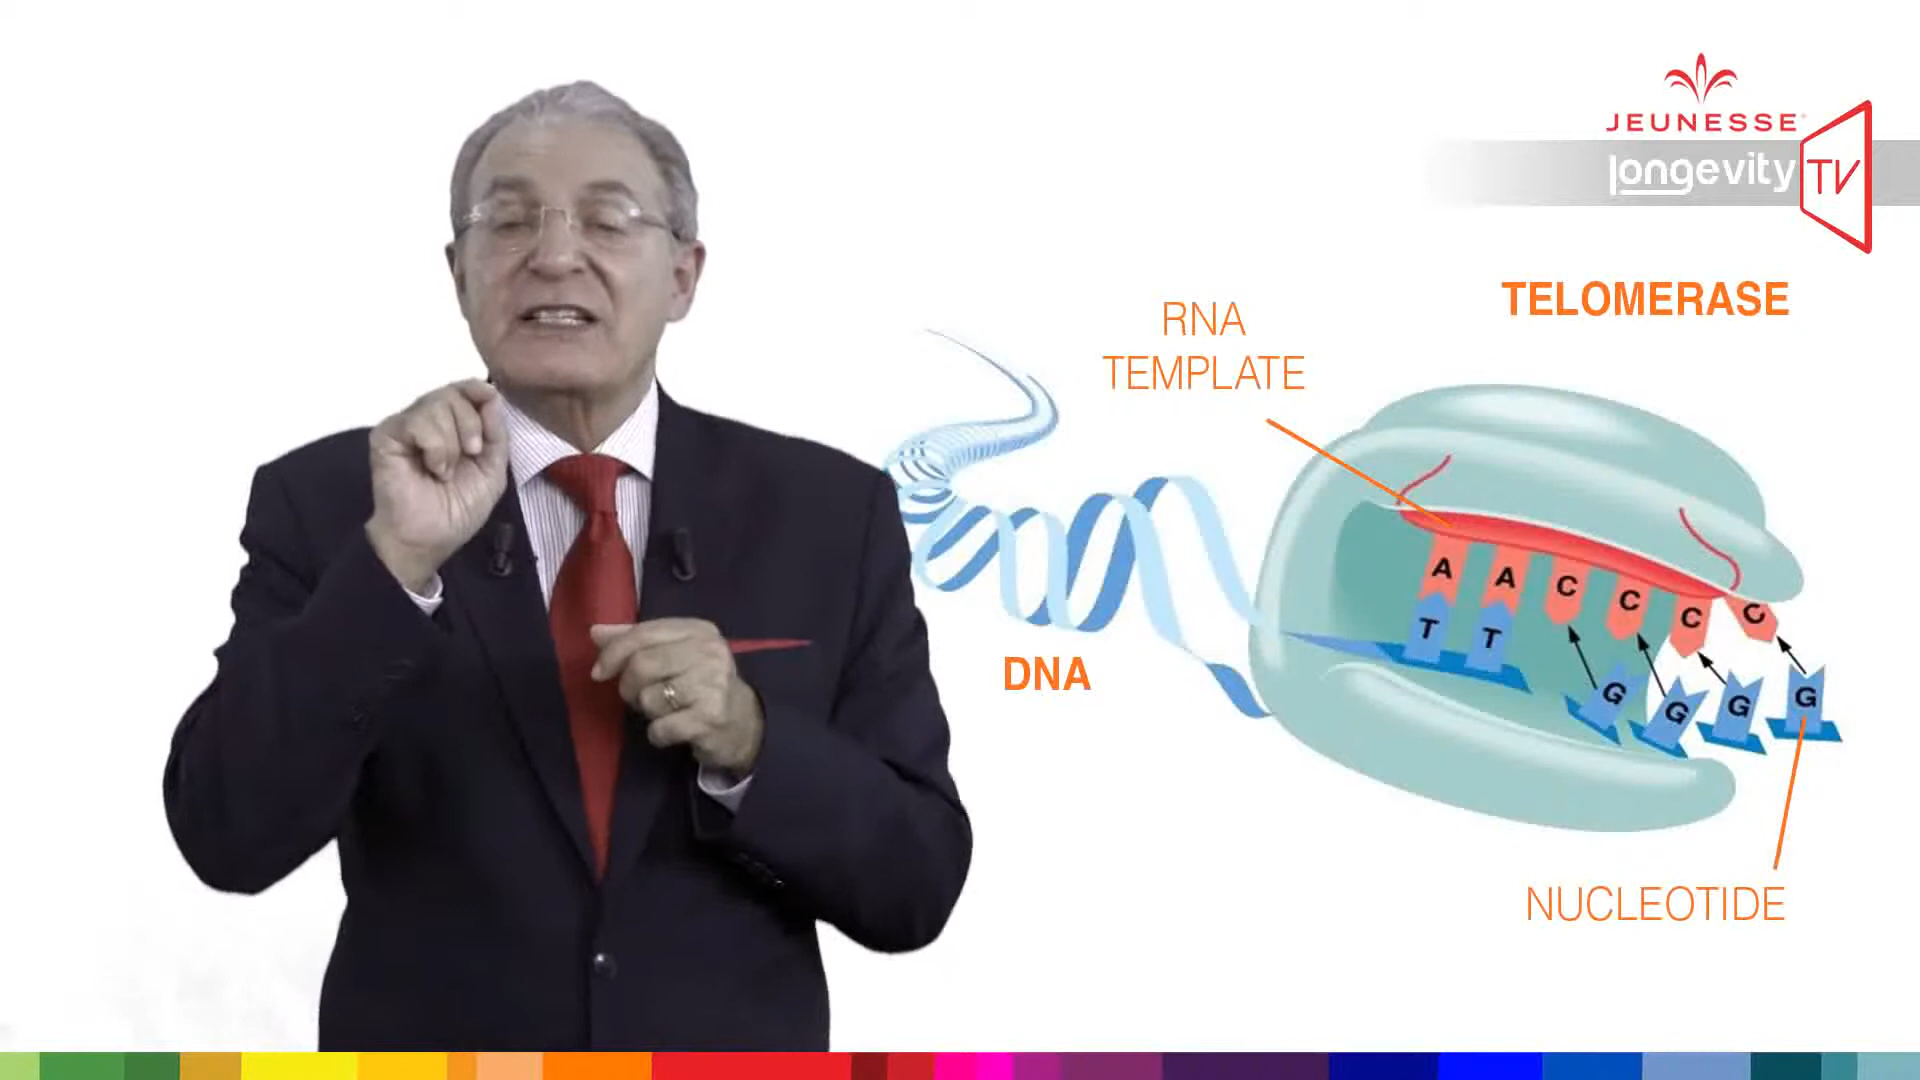 JEUNESSE
longevity TV
TELOMERASE
RNA
TEMPLATE
A A C C C C
T T G G G G
DNA
NUCLEOTIDE